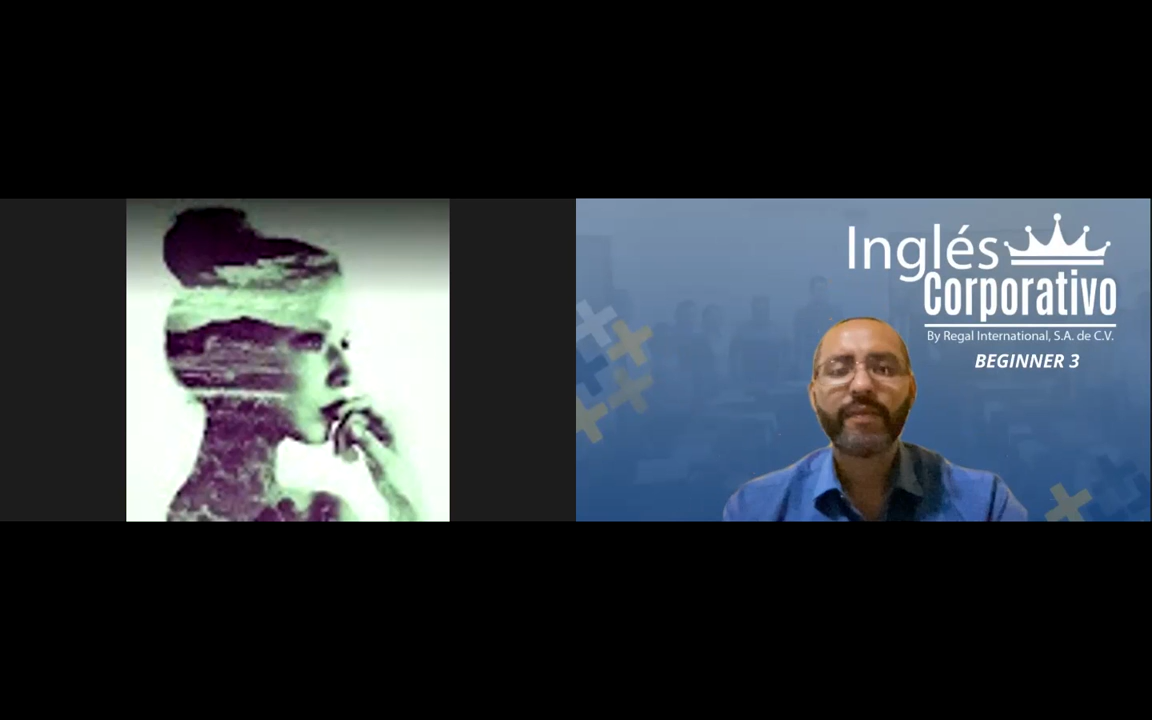 Inglés
Corporativo
By Regal International, S.A. de C.V.
BEGINNER 3